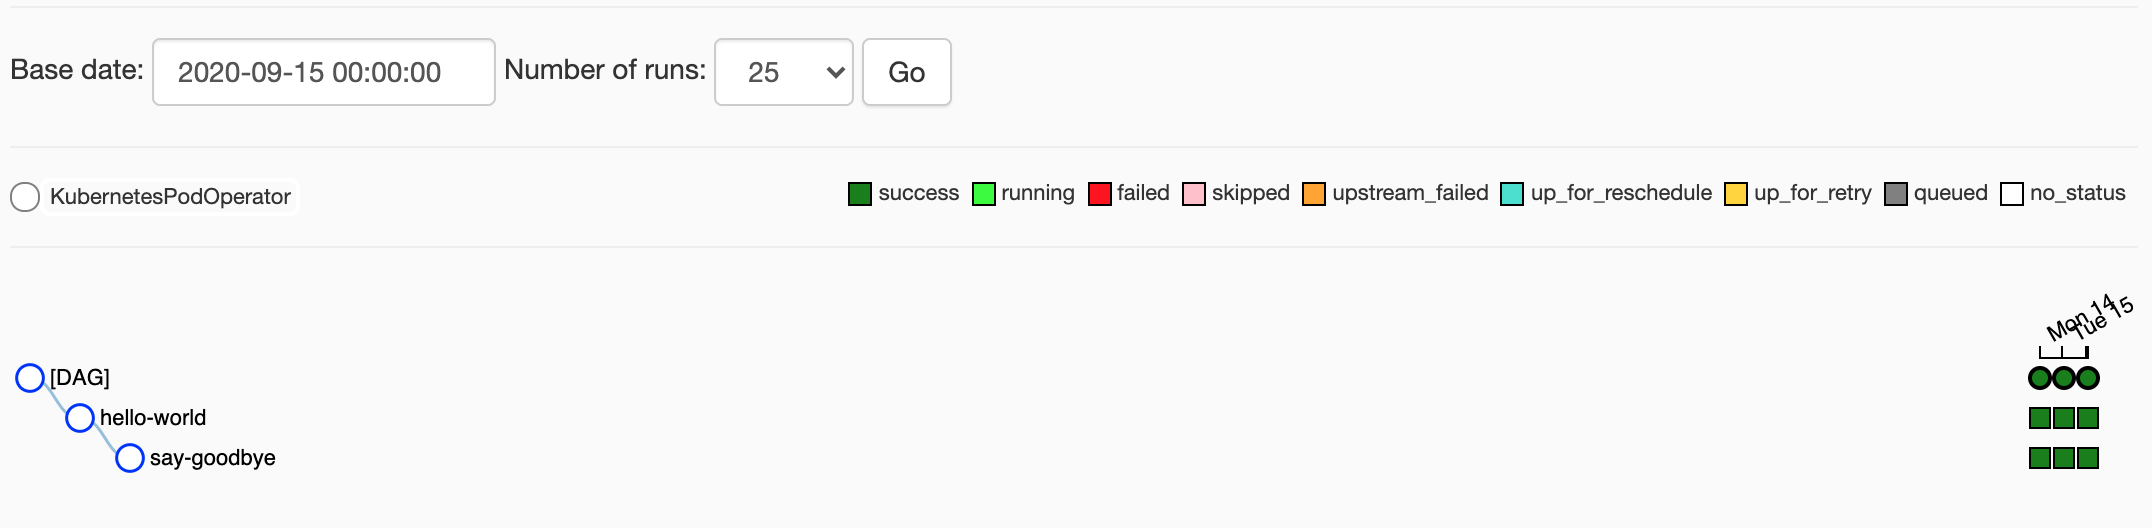 Base date: 2020-09-15 00:00:00 Number of runs: 25 Go
KubernetesPodOperator success running failed skipped upstream_failed up_for_reschedule up_for_retry queued no_status
Mon 14
Tue 15
[DAG]
hello-world
say-goodbye